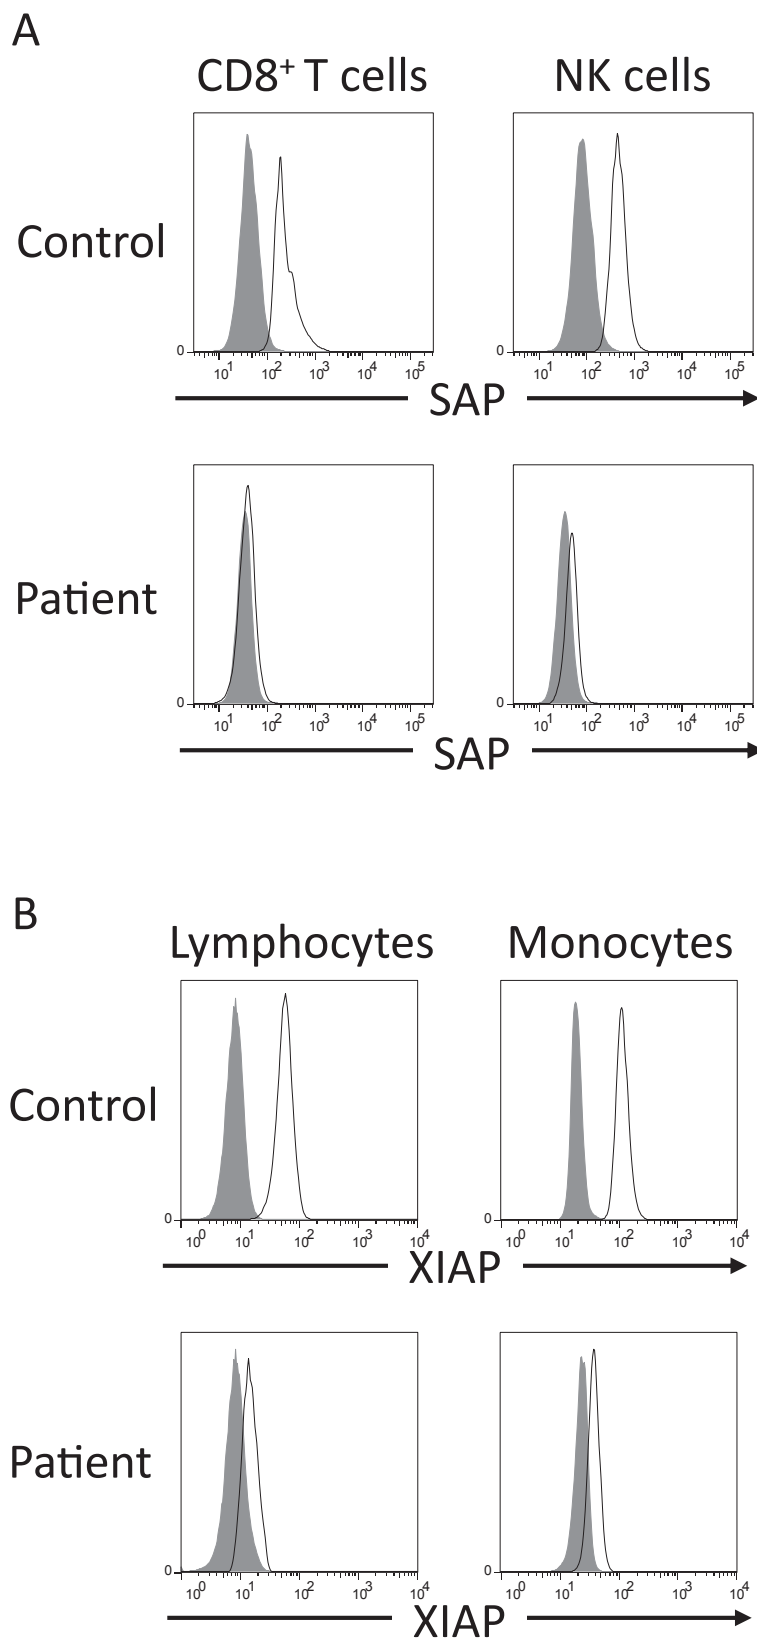 A
CD8⁺ T cells NK cells
Control
0 0
10¹ 10² 10³ 10⁴ 10⁵ 10¹ 10² 10³ 10⁴ 10⁵
SAP
Patient
0 0
10¹ 10² 10³ 10⁴ 10⁵ 10¹ 10² 10³ 10⁴ 10⁵
SAP
B
Lymphocytes Monocytes
Control
0 0
10⁰ 10¹ 10² 10³ 10⁴ 10⁰ 10¹ 10² 10³ 10⁴
XIAP
Patient
0 0
10⁰ 10¹ 10² 10³ 10⁴ 10⁰ 10¹ 10² 10³ 10⁴
XIAP